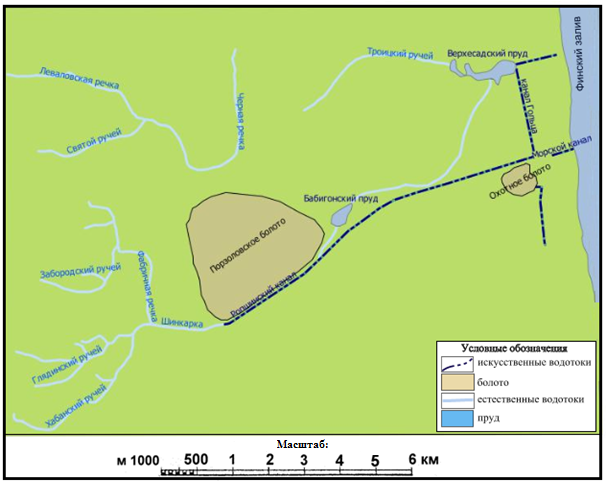 Финский залив
Верхесадский пруд
Троицкий ручей
Леваловская речка
Черная речка
канал Гольца
Святой ручей
Морской канал
Охотное болото
Бабигонский пруд
Порзоловское болото
Фабричная речка
Забородский ручей
Ропшинский канал
Шинкарка
Глядинский ручей
Хабанский ручей
Условные обозначения
искусственные водотоки
болото
естественные водотоки
пруд
Масштаб:
м 1000 500 1 2 3 4 5 6 км